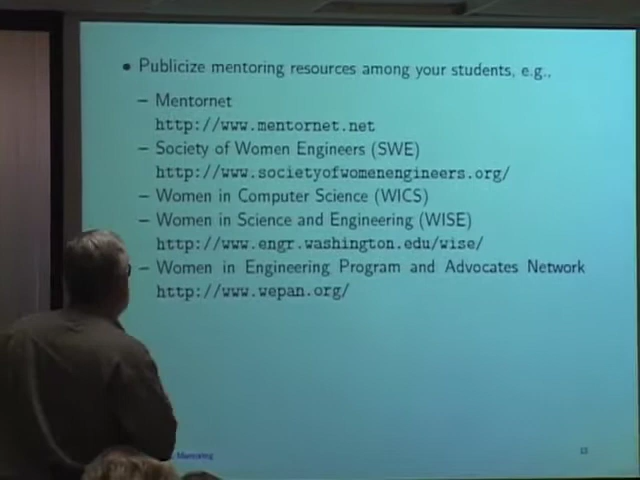 • Publicize mentoring resources among your students, e.g.,
– Mentornet
http://www.mentornet.net
– Society of Women Engineers (SWE)
http://www.societyofwomenengineers.org/
– Women in Computer Science (WICS)
– Women in Science and Engineering (WISE)
http://www.engr.washington.edu/wise/
– Women in Engineering Program and Advocates Network
http://www.wepan.org/
Mentoring
13